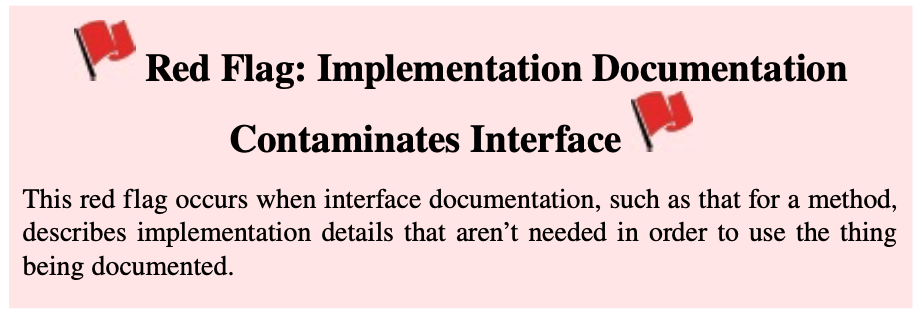 Red Flag: Implementation Documentation
Contaminates Interface
This red flag occurs when interface documentation, such as that for a method,
describes implementation details that aren’t needed in order to use the thing
being documented.